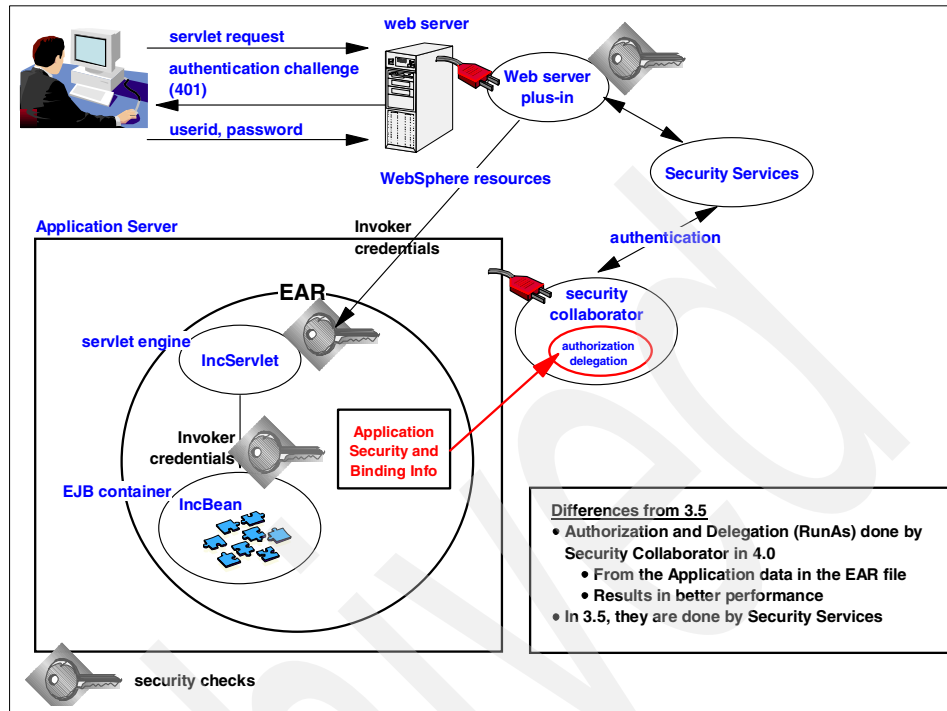 web server
servlet request
authentication challenge
(401)
userid, password
Web server
plus-in
Security Services
WebSphere resources
Application Server
Invoker
credentials
authentication
EAR
security
collaborator
authorization
delegation
servlet engine
IncServlet
Invoker
credentials
Application
Security and
Binding Info
EJB container
IncBean
Differences from 3.5
• Authorization and Delegation (RunAs) done by
Security Collaborator in 4.0
• From the Application data in the EAR file
• Results in better performance
• In 3.5, they are done by Security Services
security checks